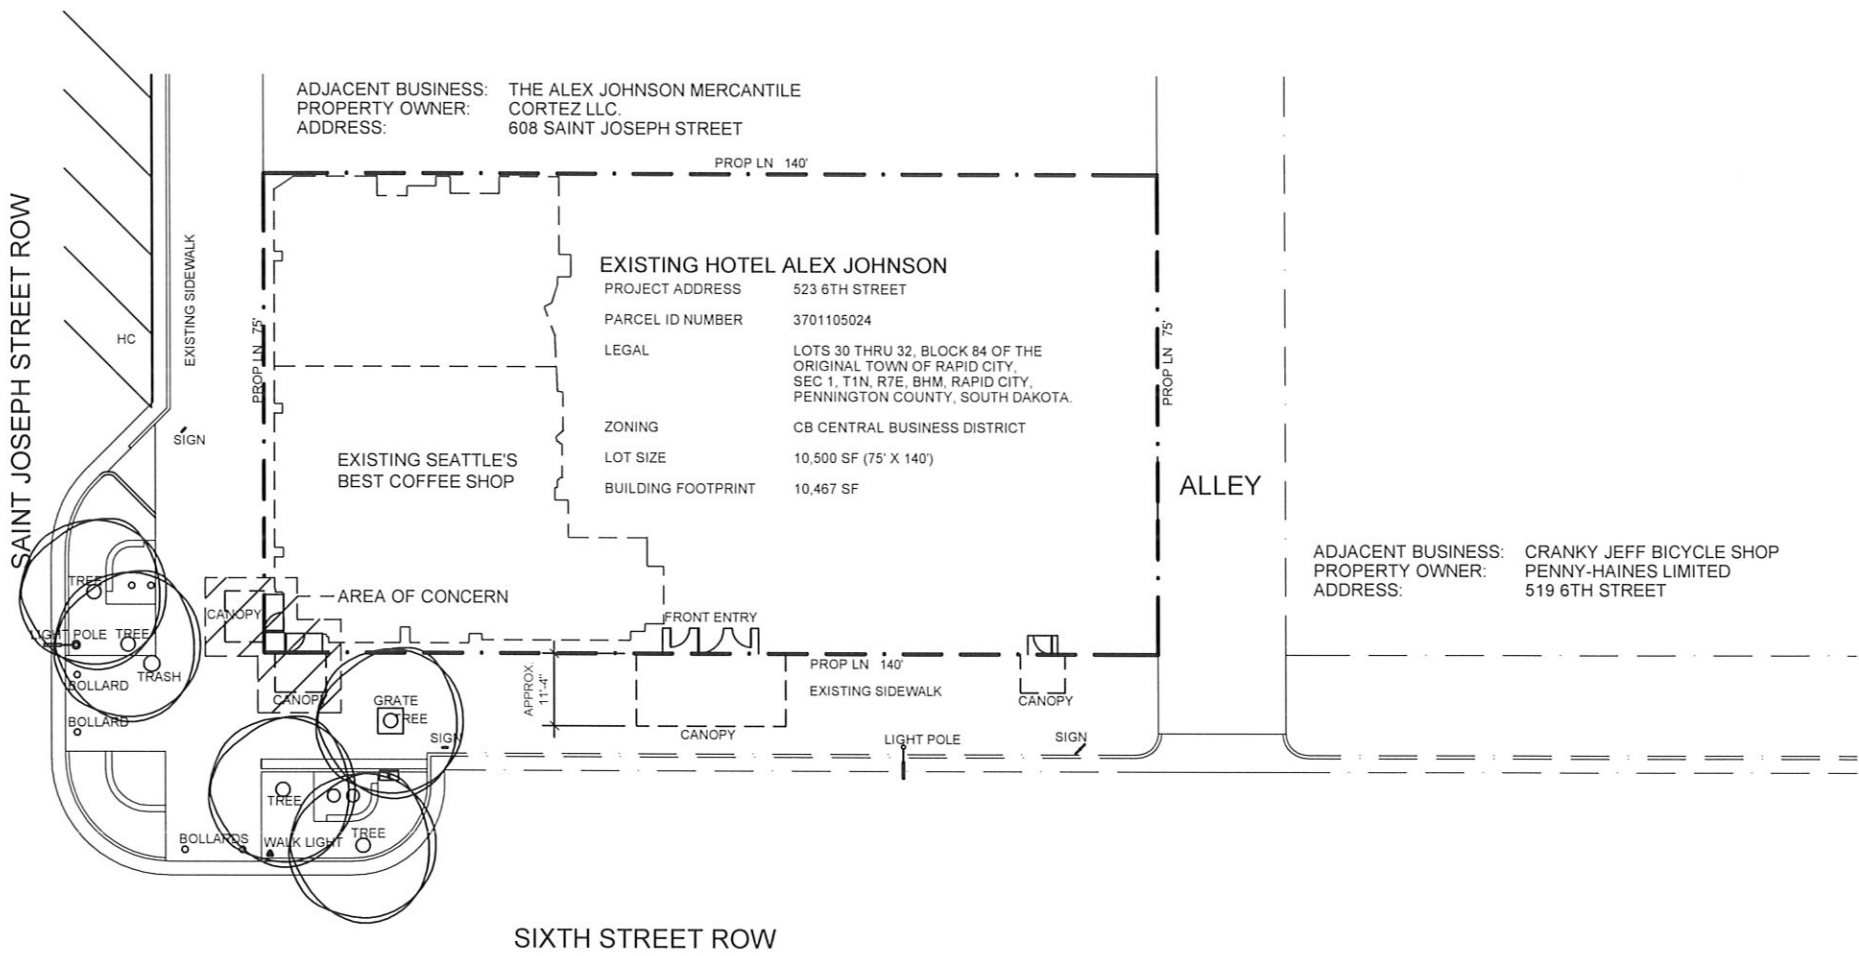 ADJACENT BUSINESS: THE ALEX JOHNSON MERCANTILE
PROPERTY OWNER: CORTEZ LLC.
ADDRESS: 608 SAINT JOSEPH STREET
PROP LN 140'
SAINT JOSEPH STREET ROW
EXISTING SIDEWALK
HC
SIGN
PROP LN 75'
EXISTING HOTEL ALEX JOHNSON
PROJECT ADDRESS 523 6TH STREET
PARCEL ID NUMBER 3701105024
LEGAL LOTS 30 THRU 32, BLOCK 84 OF THE
ORIGINAL TOWN OF RAPID CITY,
SEC 1, T1N, R7E, BHM, RAPID CITY,
PENNINGTON COUNTY, SOUTH DAKOTA.
ZONING CB CENTRAL BUSINESS DISTRICT
LOT SIZE 10,500 SF (75' X 140')
BUILDING FOOTPRINT 10,467 SF
PROP LN 75'
EXISTING SEATTLE'S
BEST COFFEE SHOP
ALLEY
ADJACENT BUSINESS: CRANKY JEFF BICYCLE SHOP
PROPERTY OWNER: PENNY-HAINES LIMITED
ADDRESS: 519 6TH STREET
AREA OF CONCERN
TREE
CANOPY
LIGHT POLE
TREE
TRASH
BOLLARD
BOLLARD
CANOPY
GRATE
TREE
SIGN
FRONT ENTRY
APPROX.
11'-4"
PROP LN 140'
EXISTING SIDEWALK
CANOPY
CANOPY
LIGHT POLE
SIGN
TREE
BOLLARDS
WALK LIGHT
TREE
SIXTH STREET ROW